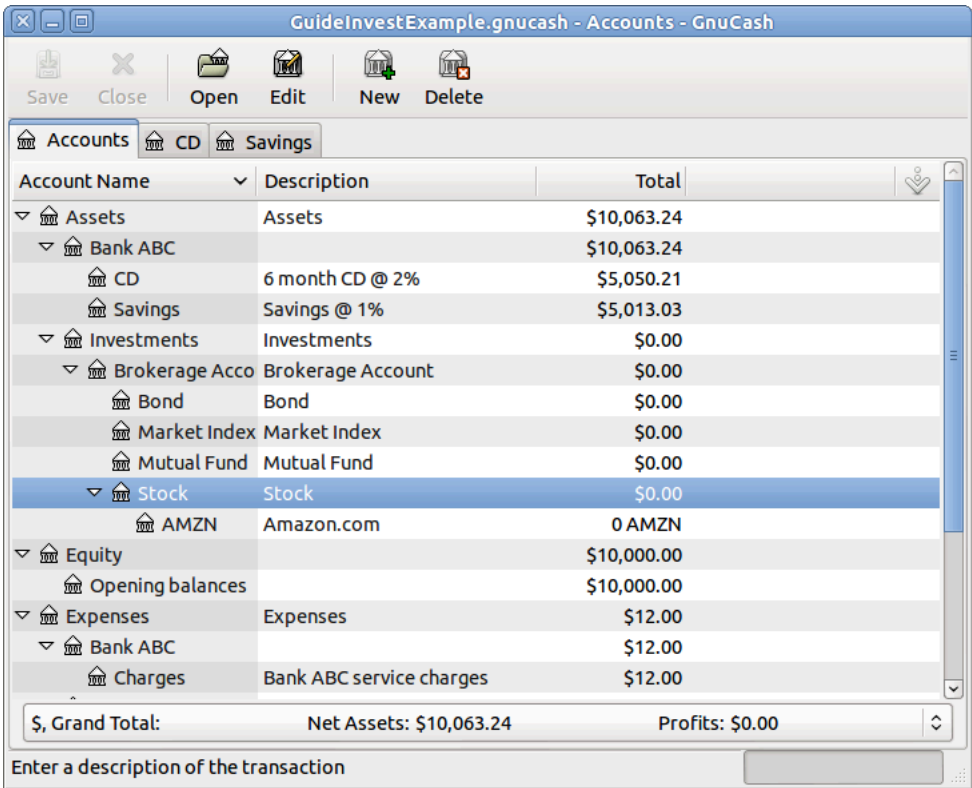 GuideInvestExample.gnucash - Accounts - GnuCash
Save Close Open Edit New Delete
Accounts CD Savings
Account Name Description Total
Assets Assets $10,063.24
Bank ABC $10,063.24
CD 6 month CD @ 2% $5,050.21
Savings Savings @ 1% $5,013.03
Investments Investments $0.00
Brokerage Acco Brokerage Account $0.00
Bond Bond $0.00
Market Index Market Index $0.00
Mutual Fund Mutual Fund $0.00
Stock Stock $0.00
AMZN Amazon.com 0 AMZN
Equity $10,000.00
Opening balances $10,000.00
Expenses Expenses $12.00
Bank ABC $12.00
Charges Bank ABC service charges $12.00
$, Grand Total: Net Assets: $10,063.24 Profits: $0.00
Enter a description of the transaction